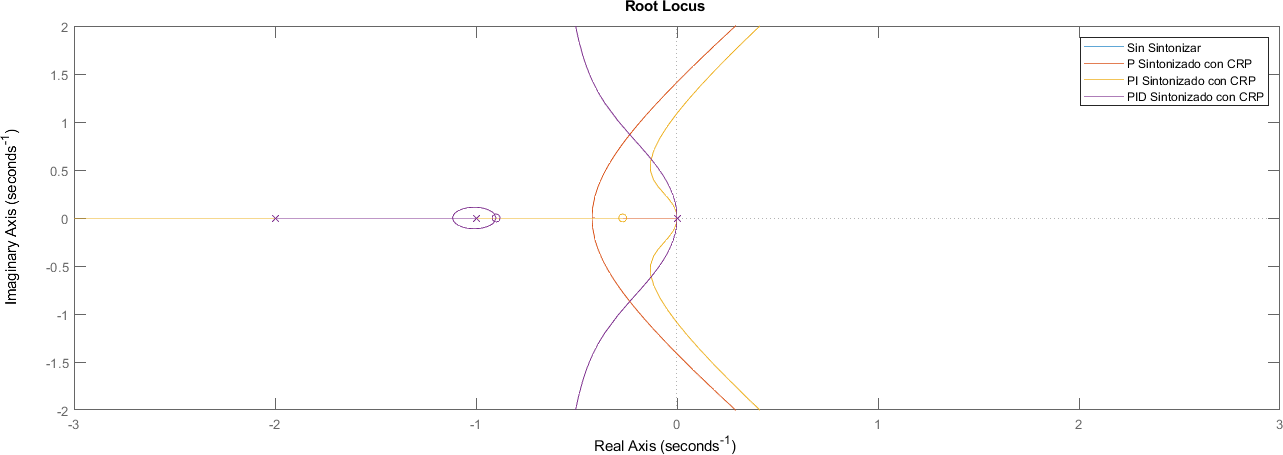 Root Locus
2
1.5
1
0.5
0
-0.5
-1
-1.5
-2
Imaginary Axis (seconds⁻¹)
Sin Sintonizar
P Sintonizado con CRP
PI Sintonizado con CRP
PID Sintonizado con CRP
-3 -2 -1 0 1 2 3
Real Axis (seconds⁻¹)